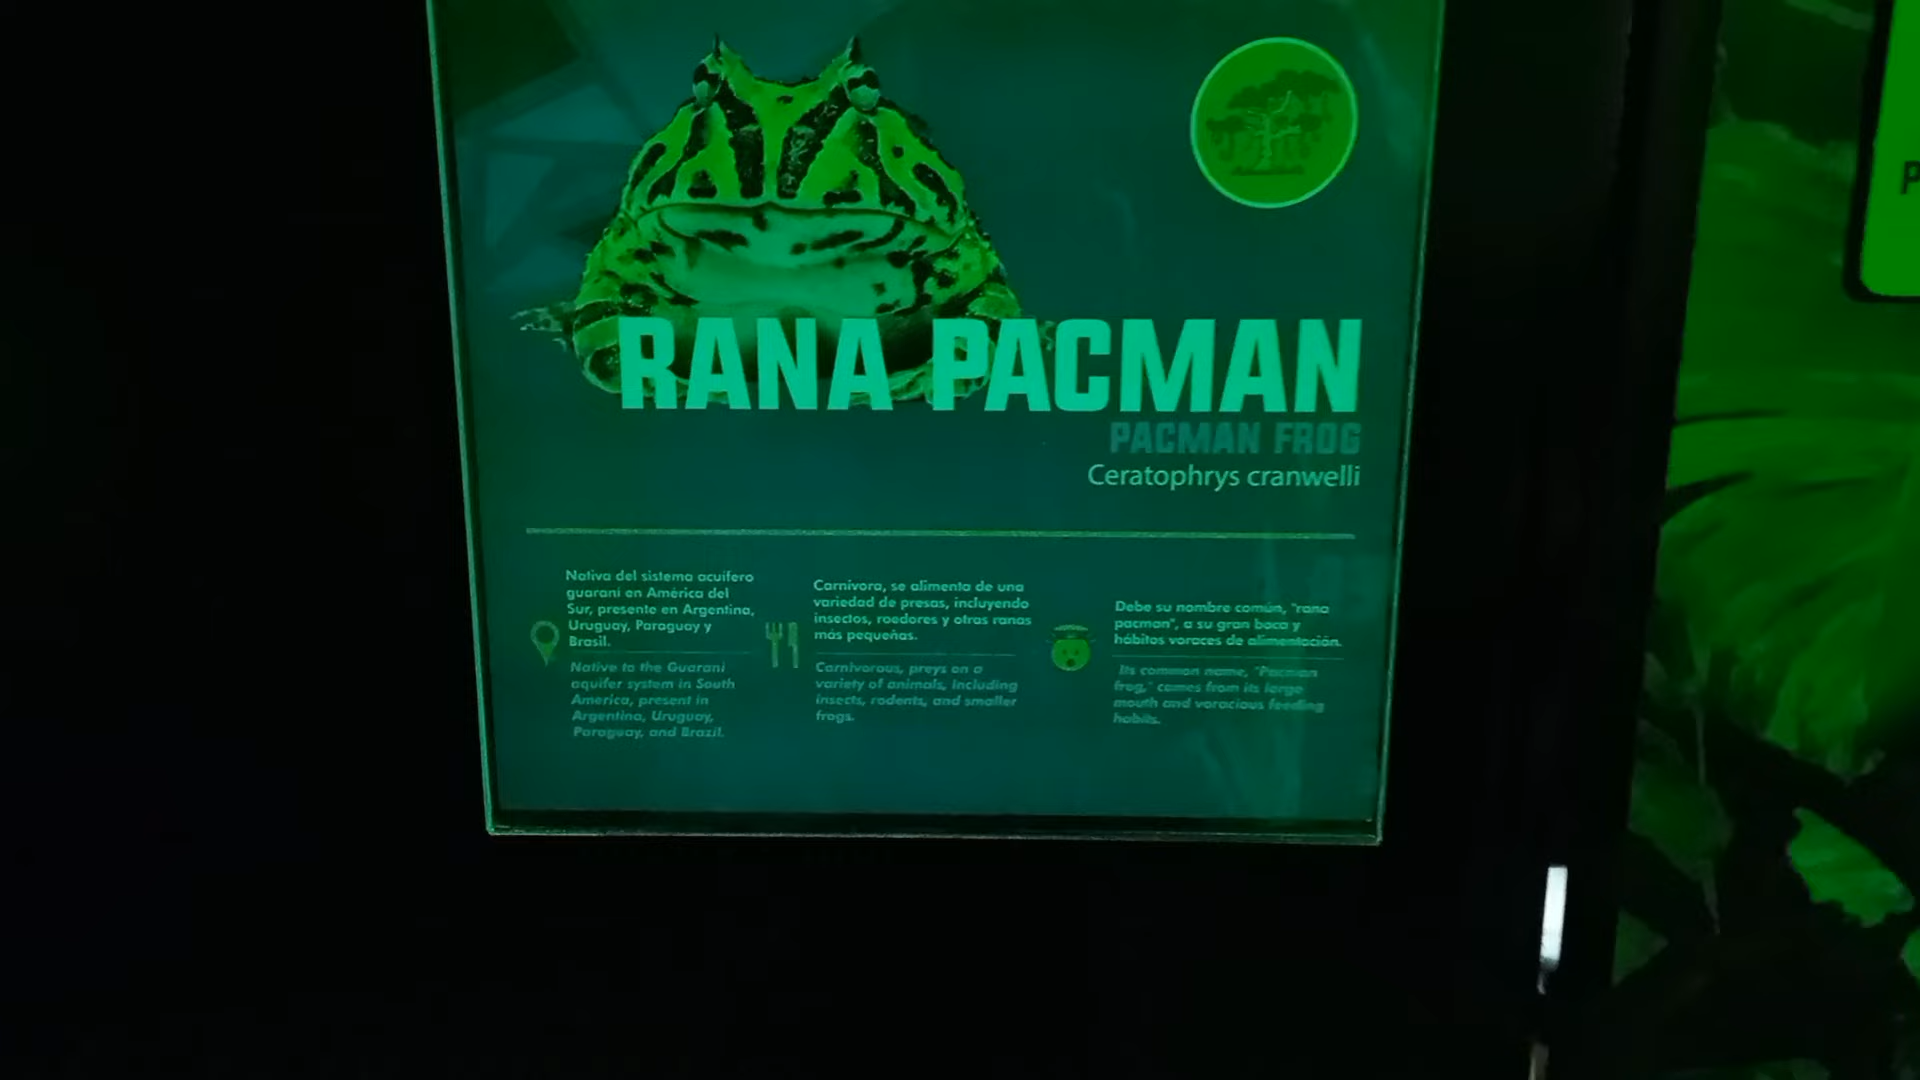 RANA PACMAN
PACMAN FROG
Ceratophrys cranwelli
Nativa del sistema acuífero
guaraní en América del
Sur, presente en Argentina,
Uruguay, Paraguay y
Brasil.
Native to the Guarani
aquifer system in South
America, present in
Argentina, Uruguay,
Paraguay, and Brazil.
Carnívora, se alimenta de una
variedad de presas, incluyendo
insectos, roedores y otras ranas
más pequeñas.
Carnivorous, preys on a
variety of animals, including
insects, rodents, and smaller
frogs.
Debe su nombre común, "rana
pacman", a su gran boca y
hábitos voraces de alimentación.
Its common name, "Pacman
frog," comes from its large
mouth and voracious feeding
habits.
P